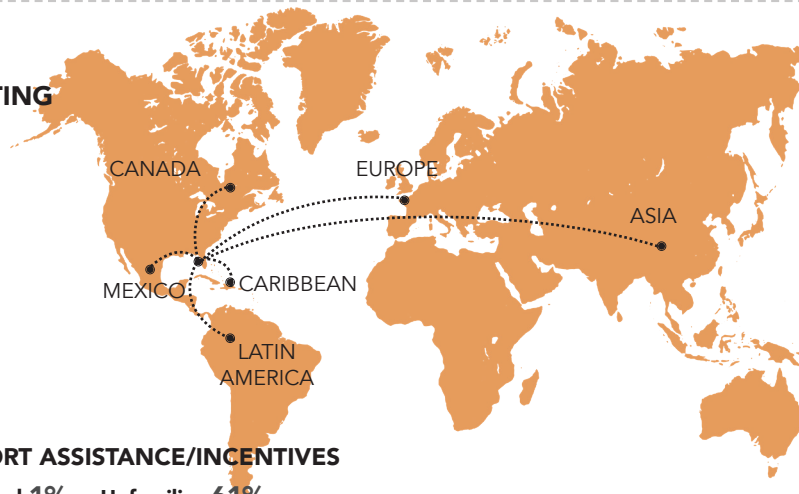 TING
CANADA
EUROPE
ASIA
MEXICO
CARIBBEAN
LATIN
AMERICA
ORT ASSISTANCE/INCENTIVES